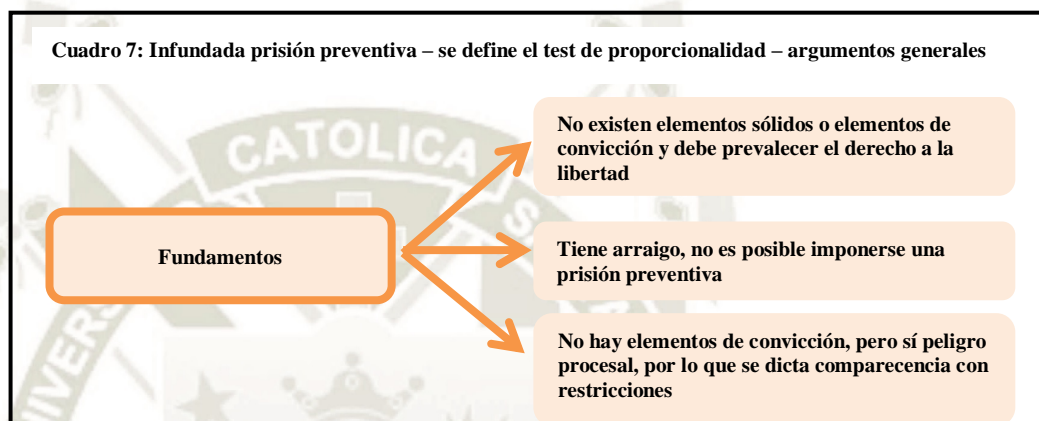 Cuadro 7: Infundada prisión preventiva – se define el test de proporcionalidad – argumentos generales
No existen elementos sólidos o elementos de
convicción y debe prevalecer el derecho a la
libertad
Fundamentos
Tiene arraigo, no es posible imponerse una
prisión preventiva
No hay elementos de convicción, pero sí peligro
procesal, por lo que se dicta comparecencia con
restricciones
CATOLICA